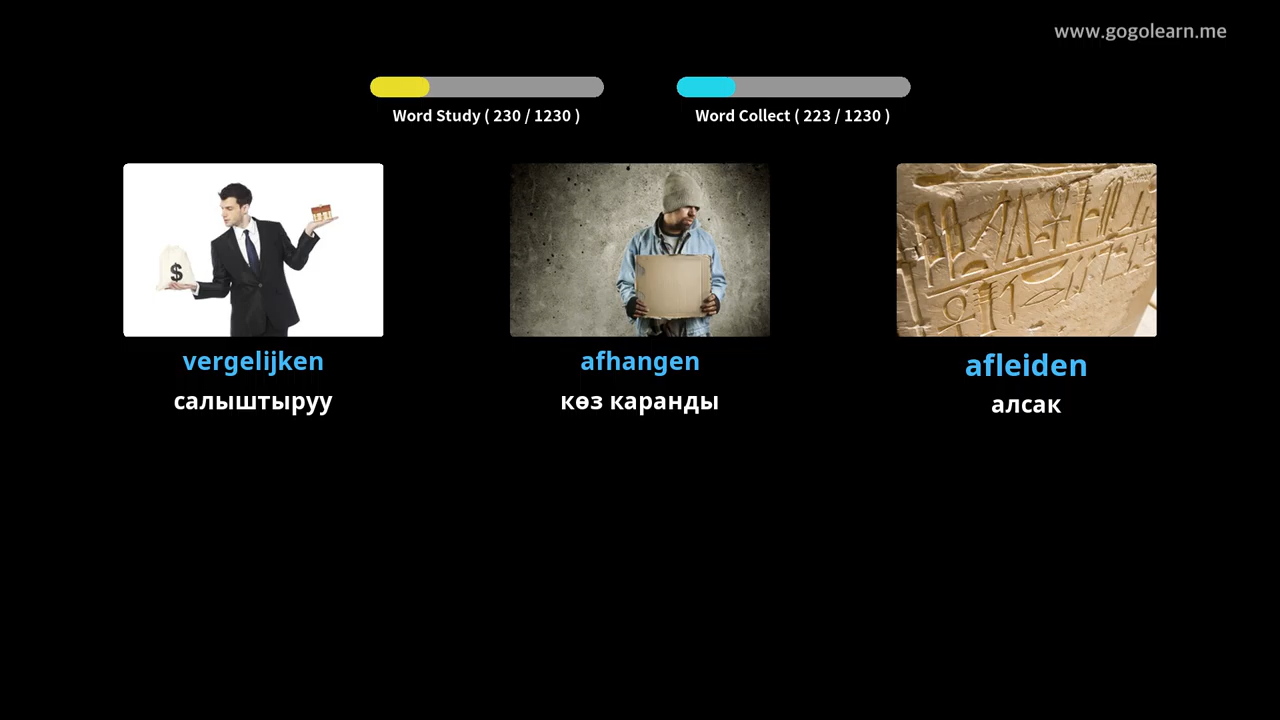 www.gogolearn.me
Word Study ( 230 / 1230 )
Word Collect ( 223 / 1230 )
$
vergelijken
afhangen
afleiden
салыштыруу
көз каранды
алсак